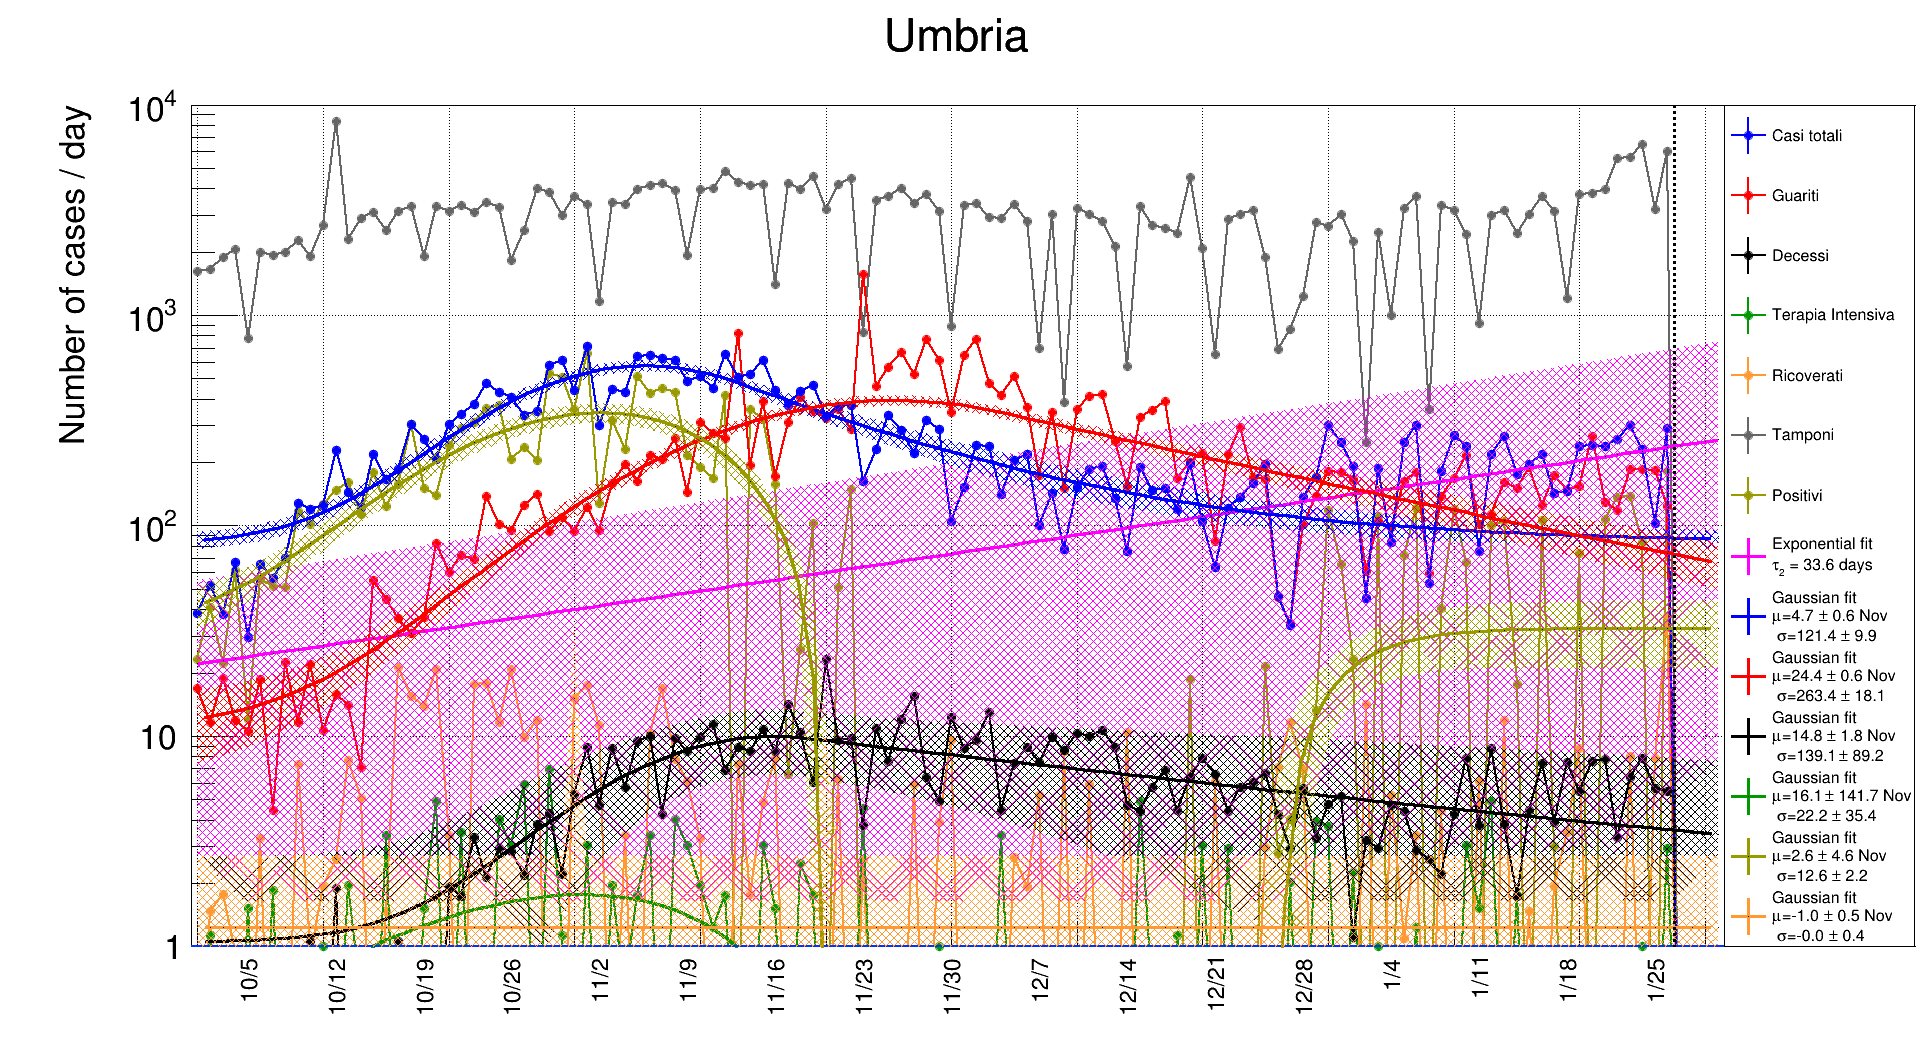 Umbria
Number of cases / day
10^4
10^3
10^2
10
1
10/5
10/12
10/19
10/26
11/2
11/9
11/16
11/23
11/30
12/7
12/14
12/21
12/28
1/4
1/11
1/18
1/25
Casi totali
Guariti
Decessi
Terapia Intensiva
Ricoverati
Tamponi
Positivi
Exponential fit
τ₂ = 33.6 days
Gaussian fit
μ=4.7 ± 0.6 Nov
σ=121.4 ± 9.9
Gaussian fit
μ=24.4 ± 0.6 Nov
σ=263.4 ± 18.1
Gaussian fit
μ=14.8 ± 1.8 Nov
σ=139.1 ± 89.2
Gaussian fit
μ=16.1 ± 141.7 Nov
σ=22.2 ± 35.4
Gaussian fit
μ=2.6 ± 4.6 Nov
σ=12.6 ± 2.2
Gaussian fit
μ=-1.0 ± 0.5 Nov
σ=-0.0 ± 0.4